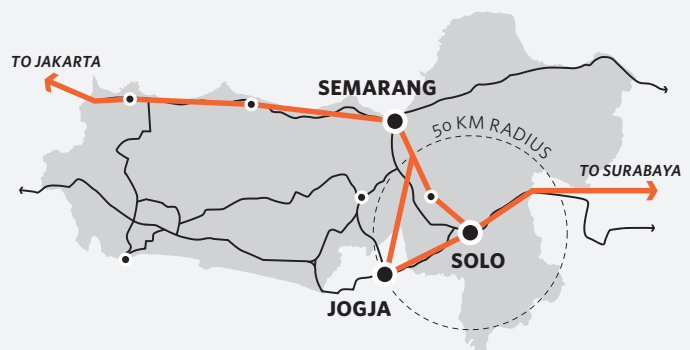 TO JAKARTA
SEMARANG
50 KM RADIUS
TO SURABAYA
SOLO
JOGJA